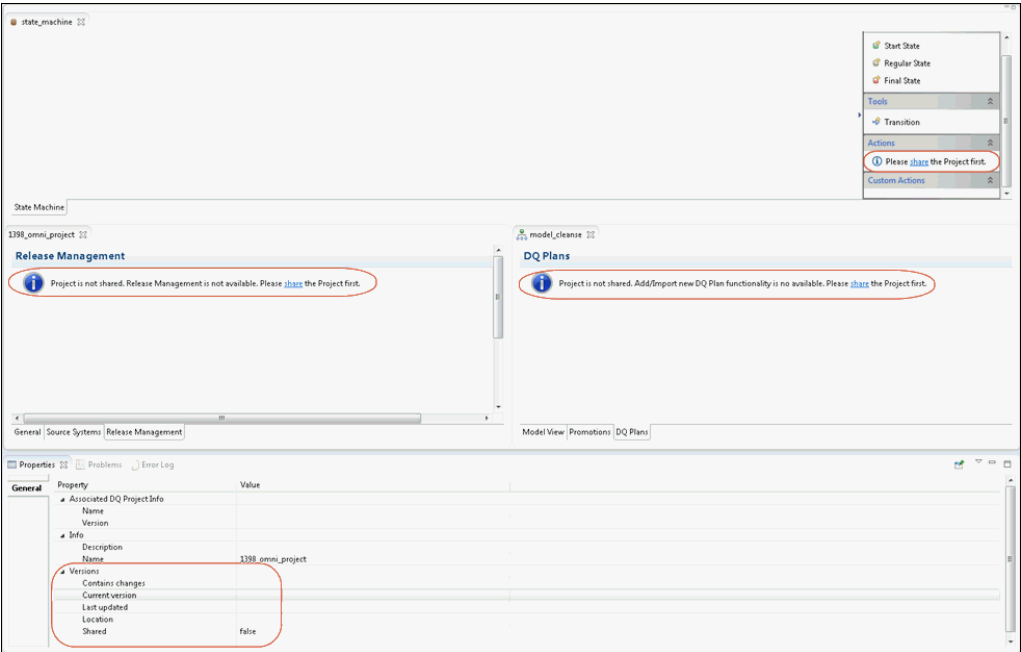 state_machine
Start State
Regular State
Final State
Tools
Transition
Actions
Please share the Project first.
Custom Actions
State Machine
1398_omni_project
Release Management
Project is not shared. Release Management is not available. Please share the Project first.
General Source Systems Release Management
model_cleanse
DQ Plans
Project is not shared. Add/Import new DQ Plan functionality is no available. Please share the Project first.
Model View Promotions DQ Plans
Properties Problems Error Log
General
Property Value
Associated DQ Project Info
Name
Version
Info
Description
Name 1398_omni_project
Versions
Contains changes
Current version
Last updated
Location
Shared false